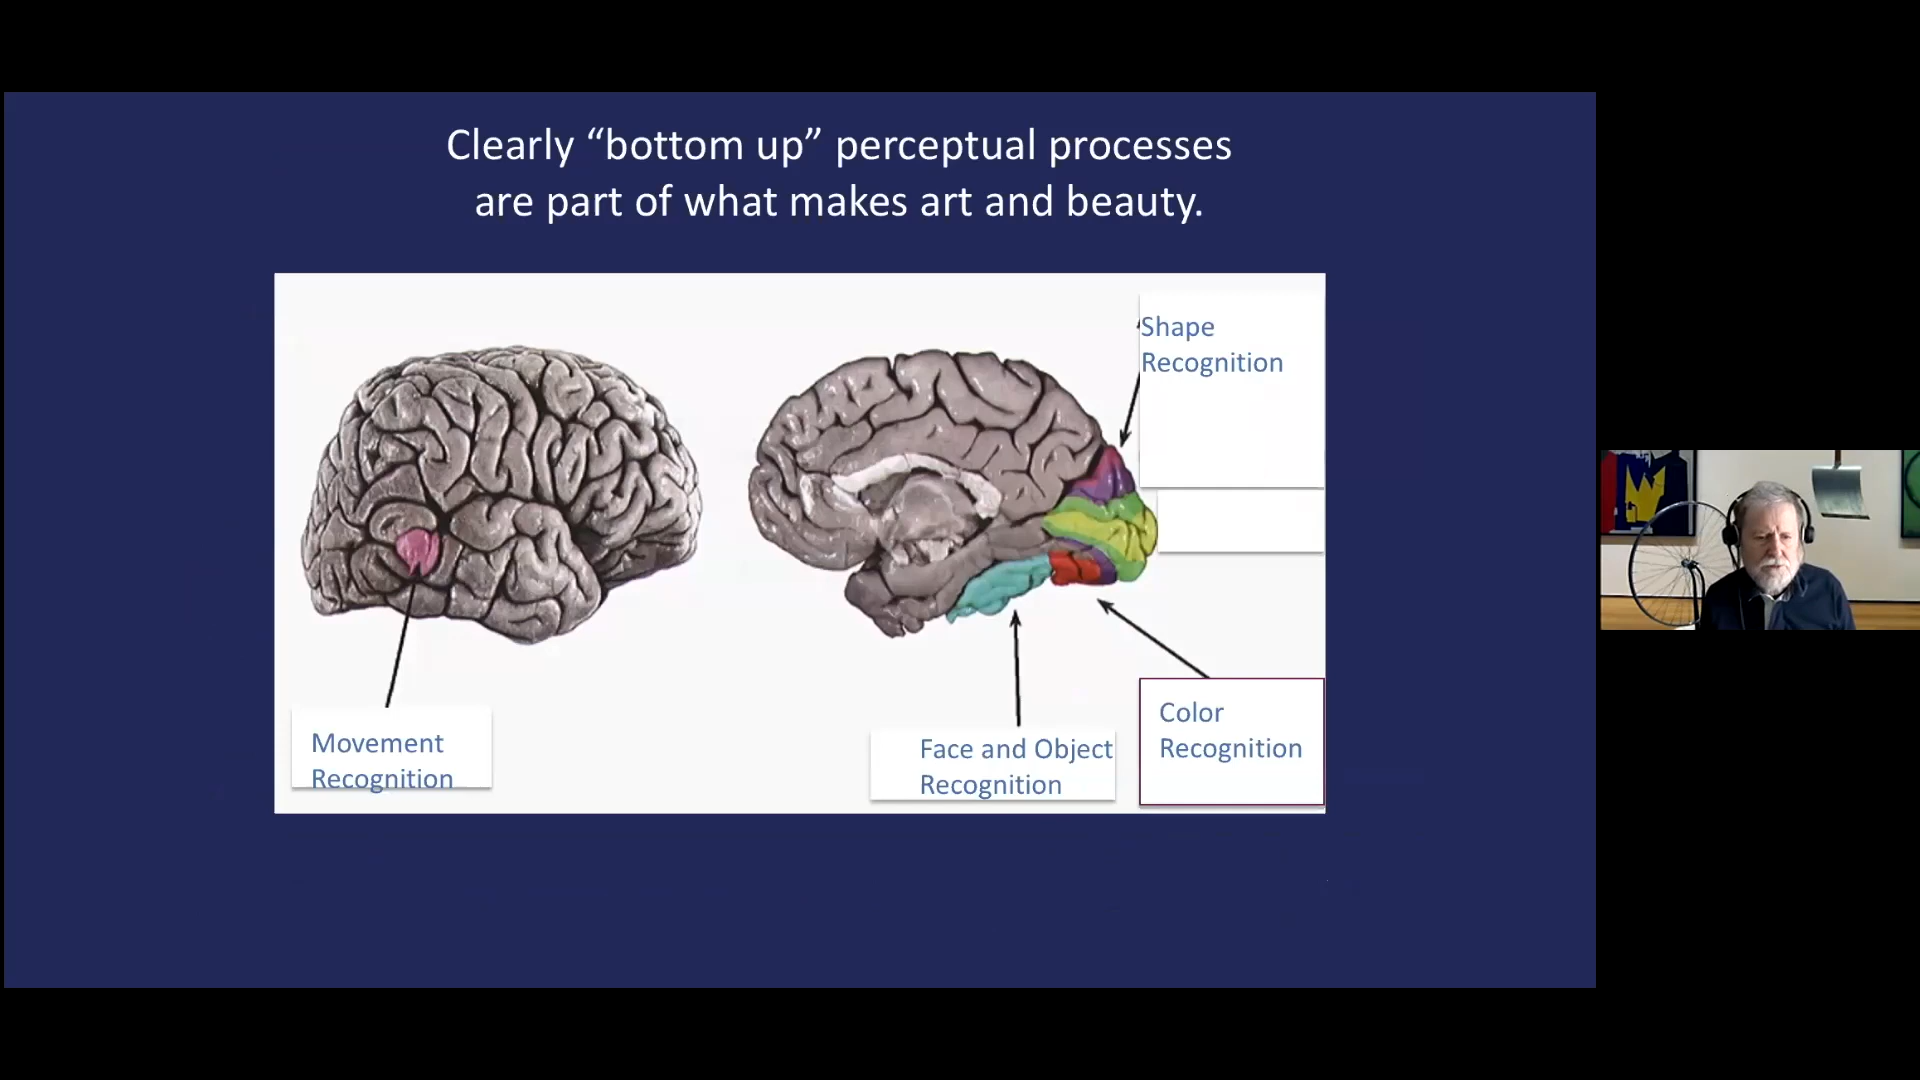 Clearly “bottom up” perceptual processes
are part of what makes art and beauty.
Shape
Recognition
Movement
Recognition
Face and Object
Recognition
Color
Recognition